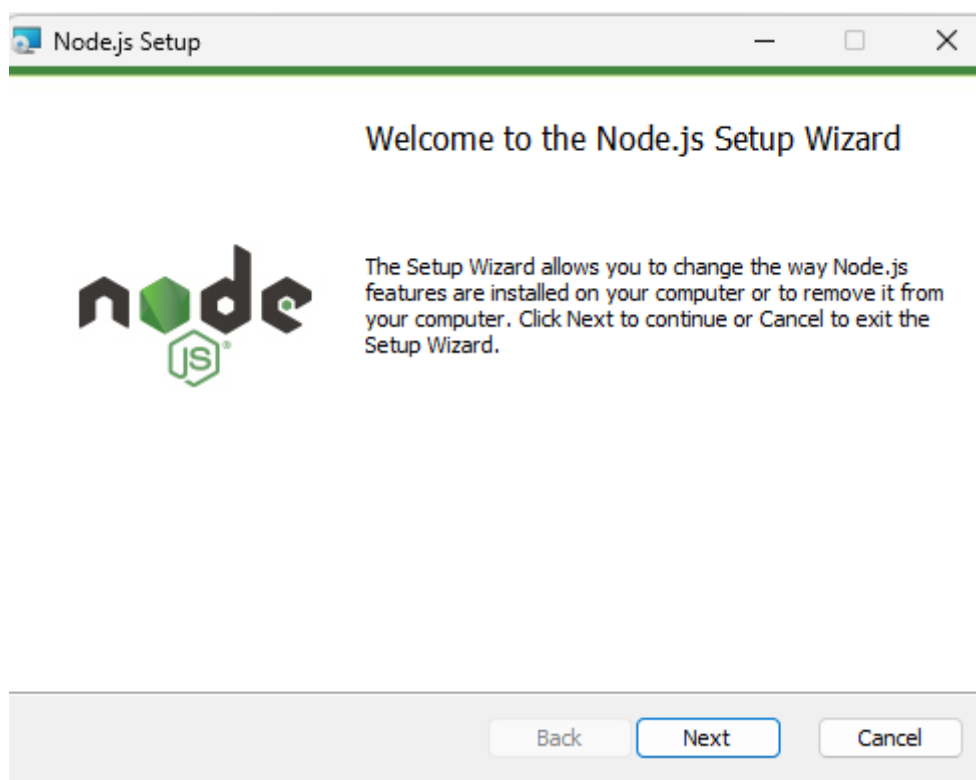 Node.js Setup
Welcome to the Node.js Setup Wizard
The Setup Wizard allows you to change the way Node.js
features are installed on your computer or to remove it from
your computer. Click Next to continue or Cancel to exit the
Setup Wizard.
node
JS®
Back Next Cancel